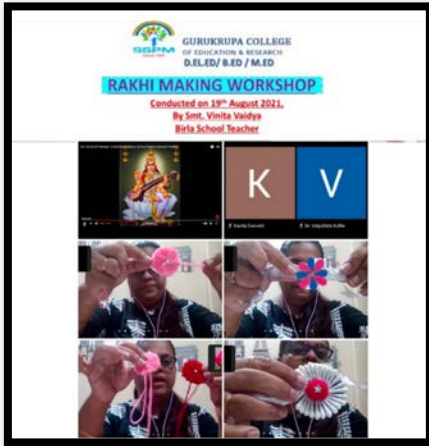 SSPM
GURUKRUPA COLLEGE
OF EDUCATION & RESEARCH
D.EL.ED/ B.ED / M.ED
RAKHI MAKING WORKSHOP
Conducted on 19th August 2021,
By Smt. Vinita Vaidya
Birla School Teacher
K
V